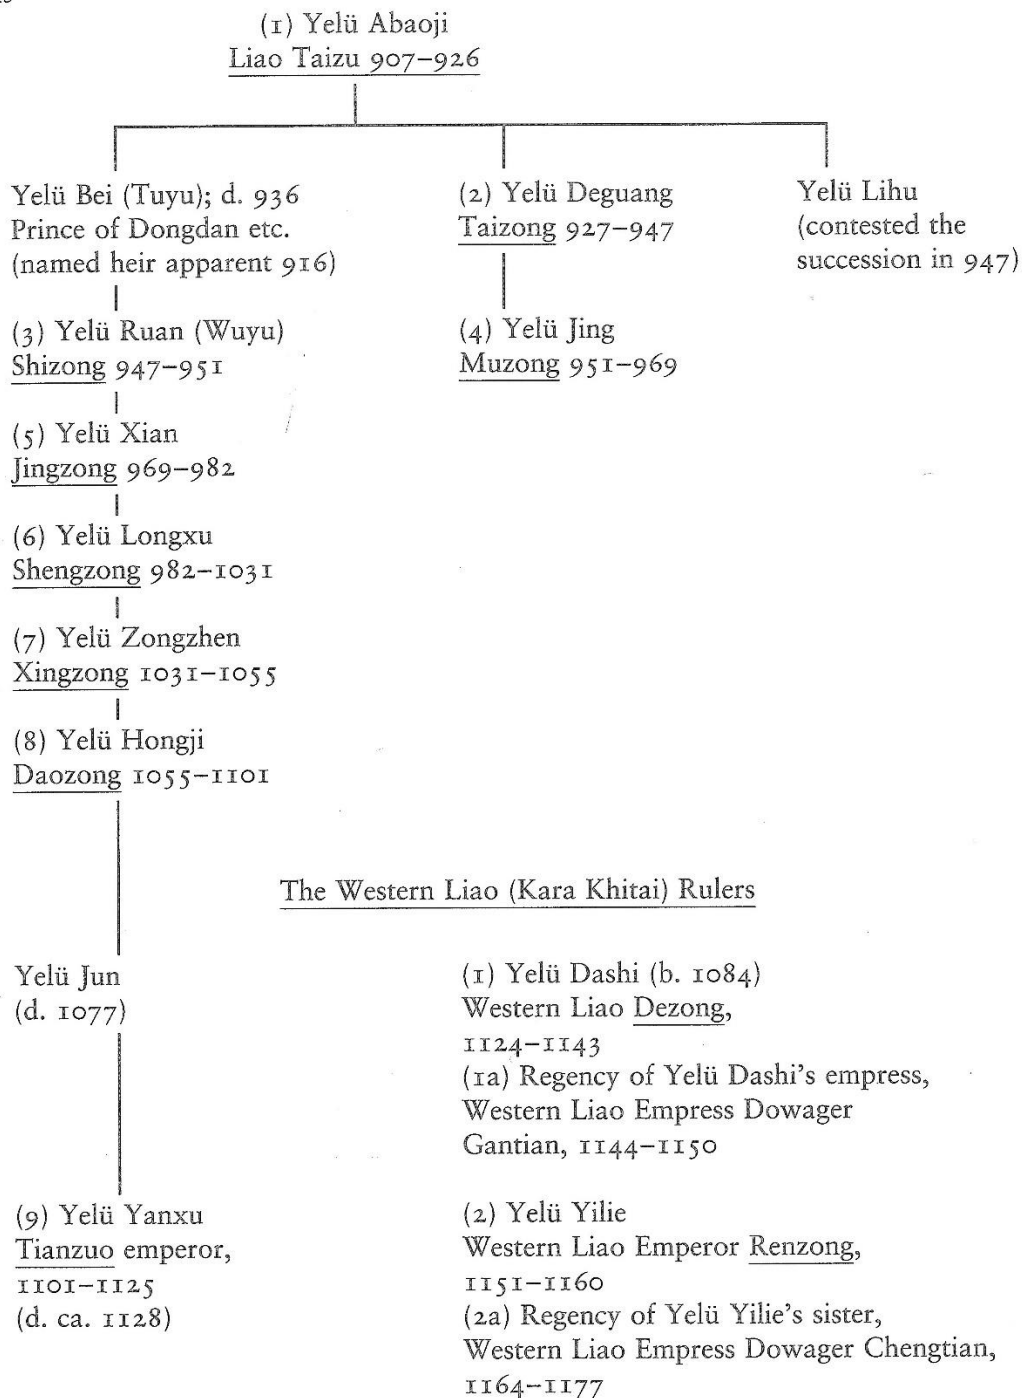 (1) Yelü Abaoji
Liao Taizu 907–926
Yelü Bei (Tuyu); d. 936
Prince of Dongdan etc.
(named heir apparent 916)
(2) Yelü Deguang
Taizong 927–947
Yelü Lihu
(contested the
succession in 947)
(3) Yelü Ruan (Wuyu)
Shizong 947–951
(4) Yelü Jing
Muzong 951–969
(5) Yelü Xian
Jingzong 969–982
(6) Yelü Longxu
Shengzong 982–1031
(7) Yelü Zongzhen
Xingzong 1031–1055
(8) Yelü Hongji
Daozong 1055–1101
The Western Liao (Kara Khitai) Rulers
Yelü Jun
(d. 1077)
(9) Yelü Yanxu
Tianzuo emperor,
1101–1125
(d. ca. 1128)
(1) Yelü Dashi (b. 1084)
Western Liao Dezong,
1124–1143
(1a) Regency of Yelü Dashi's empress,
Western Liao Empress Dowager
Gantian, 1144–1150
(2) Yelü Yilie
Western Liao Emperor Renzong,
1151–1160
(2a) Regency of Yelü Yilie's sister,
Western Liao Empress Dowager Chengtian,
1164–1177